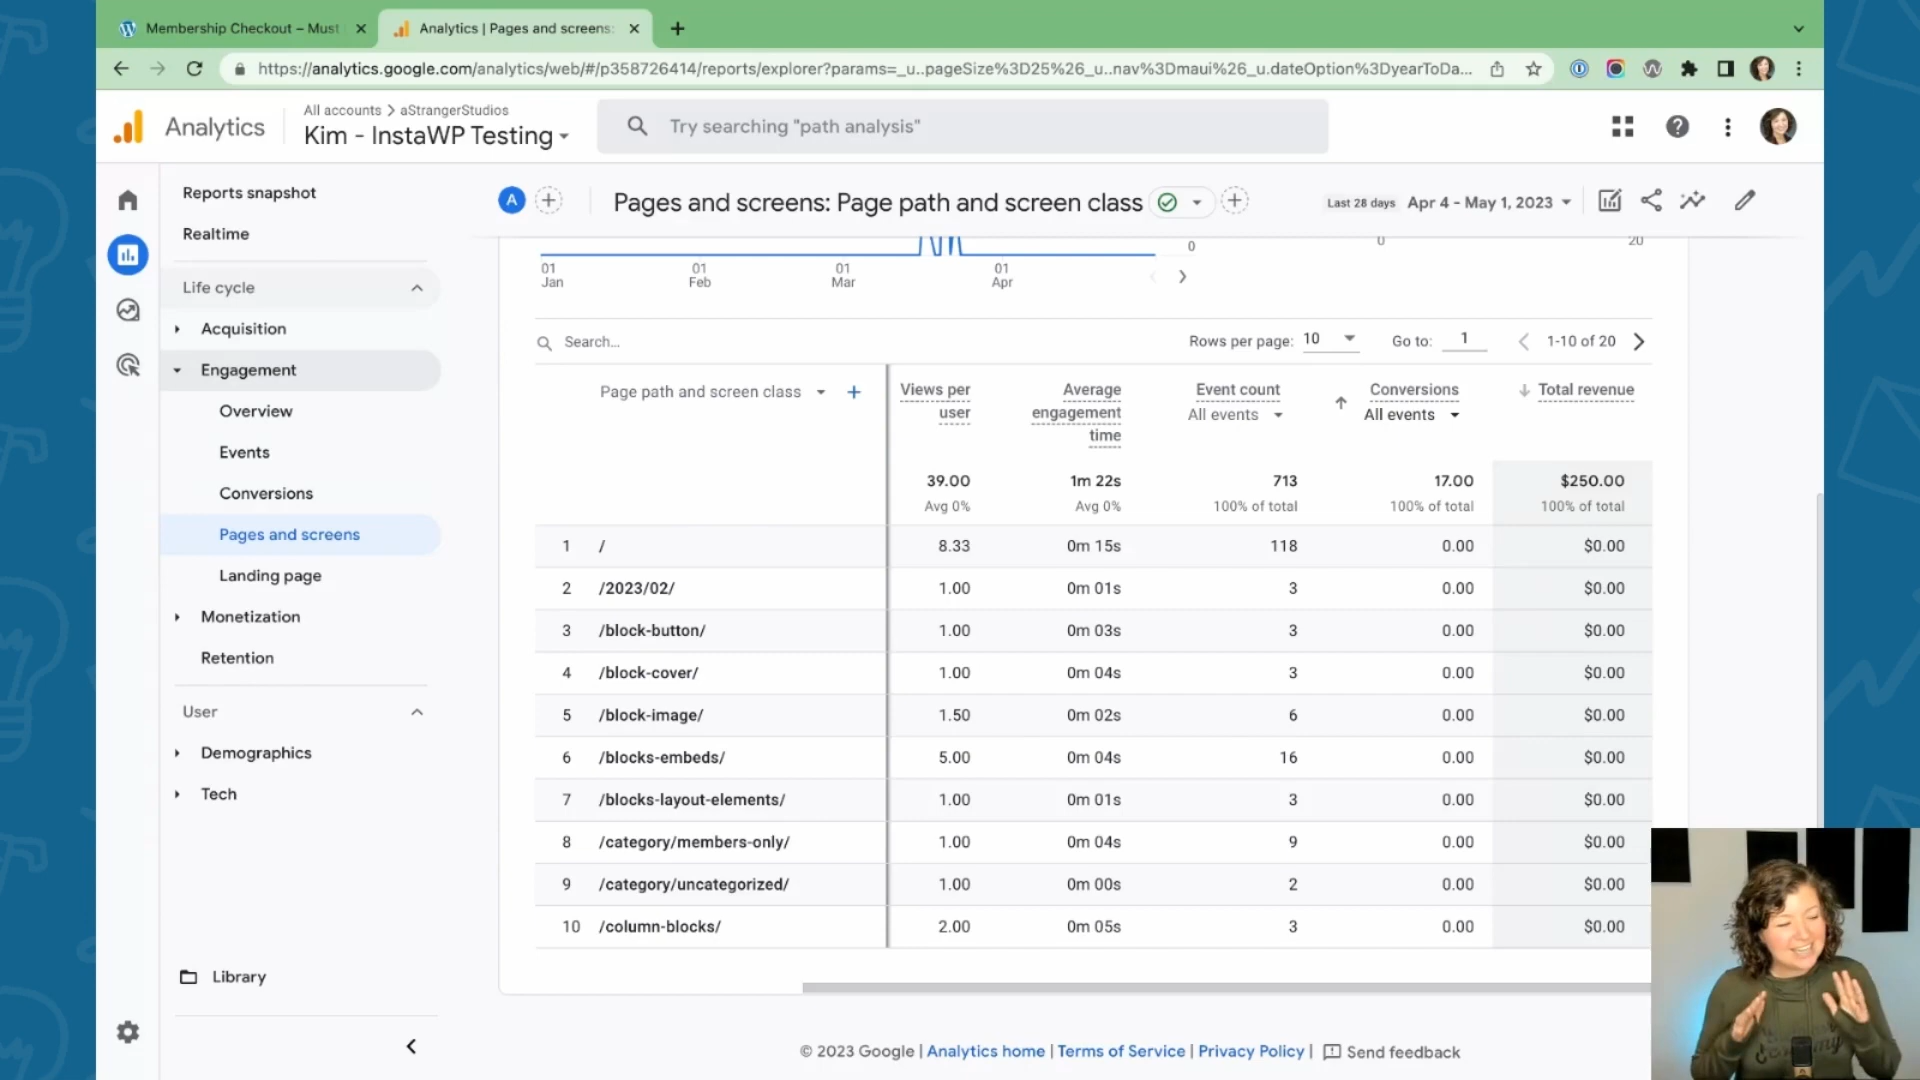 Membership Checkout – Must
Analytics | Pages and screens:
https://analytics.google.com/analytics/web/#/p358726414/reports/explorer?params=_u..pageSize%3D25%26_u..nav%3Dmaui%26_u.dateOption%3DyearToDa...
Analytics
All accounts > aStrangerStudios
Kim - InstaWP Testing
Try searching "path analysis"
Reports snapshot
Realtime
Life cycle
Acquisition
Engagement
Overview
Events
Conversions
Pages and screens
Landing page
Monetization
Retention
User
Demographics
Tech
Library
A
Pages and screens: Page path and screen class
Last 28 days Apr 4 - May 1, 2023
0
0 20
01 01 01 01
Jan Feb Mar Apr
Search...
Rows per page: 10 Go to: 1 1-10 of 20
Page path and screen class
Views per user
Average engagement time
Event count
All events
Conversions
All events
Total revenue
39.00 1m 22s 713 17.00 $250.00
Avg 0% Avg 0% 100% of total 100% of total 100% of total
1 / 8.33 0m 15s 118 0.00 $0.00
2 /2023/02/ 1.00 0m 01s 3 0.00 $0.00
3 /block-button/ 1.00 0m 03s 3 0.00 $0.00
4 /block-cover/ 1.00 0m 04s 3 0.00 $0.00
5 /block-image/ 1.50 0m 02s 6 0.00 $0.00
6 /blocks-embeds/ 5.00 0m 04s 16 0.00 $0.00
7 /blocks-layout-elements/ 1.00 0m 01s 3 0.00 $0.00
8 /category/members-only/ 1.00 0m 04s 9 0.00 $0.00
9 /category/uncategorized/ 1.00 0m 00s 2 0.00 $0.00
10 /column-blocks/ 2.00 0m 05s 3 0.00 $0.00
© 2023 Google | Analytics home | Terms of Service | Privacy Policy | Send feedback